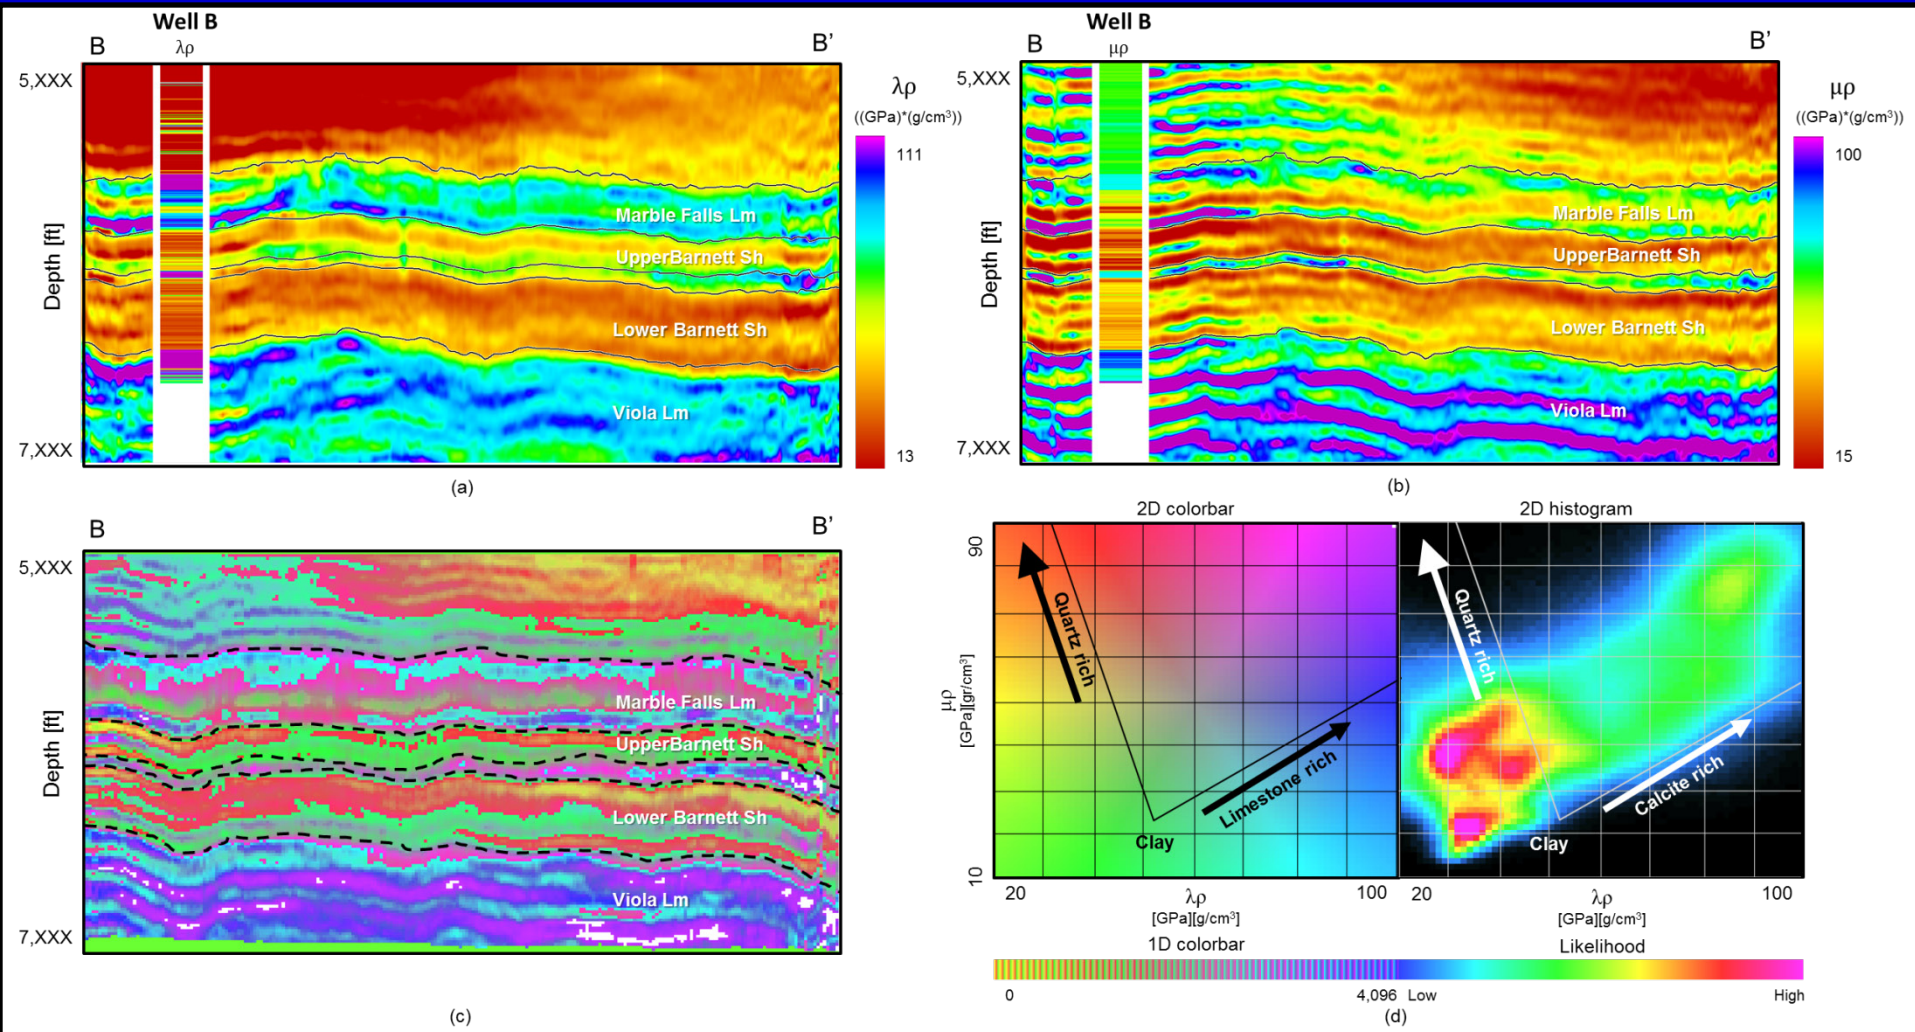 Well B
B
λρ
B’
5,XXX
λρ
((GPa)*(g/cm³))
111
Marble Falls Lm
UpperBarnett Sh
Depth [ft]
Lower Barnett Sh
Viola Lm
7,XXX
13
(a)
Well B
B
μρ
B’
5,XXX
μρ
((GPa)*(g/cm³))
100
Marble Falls Lm
UpperBarnett Sh
Depth [ft]
Lower Barnett Sh
Viola Lm
7,XXX
15
(b)
B
B’
5,XXX
Marble Falls Lm
UpperBarnett Sh
Depth [ft]
Lower Barnett Sh
Viola Lm
7,XXX
(c)
2D colorbar
90
Quartz rich
μρ
[GPa][gr/cm³]
Limestone rich
Clay
10
20
λρ
100
[GPa][g/cm³]
1D colorbar
0
4,096
2D histogram
Quartz rich
Calcite rich
Clay
20
λρ
100
[GPa][g/cm³]
Likelihood
Low
High
(d)